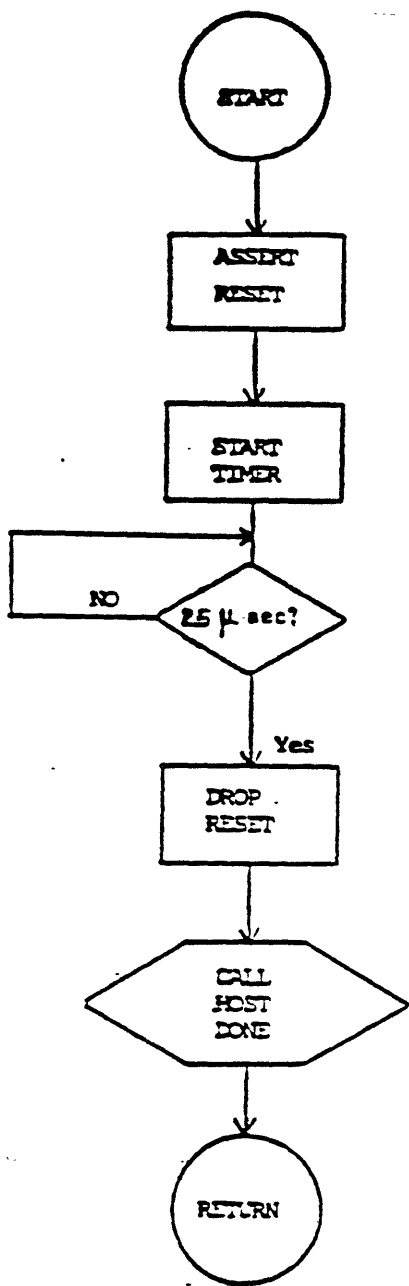 START
ASSERT
RESET
START
TIMER
NO
25 μ sec?
Yes
DROP
RESET
CALL
HOST
DONE
RETURN